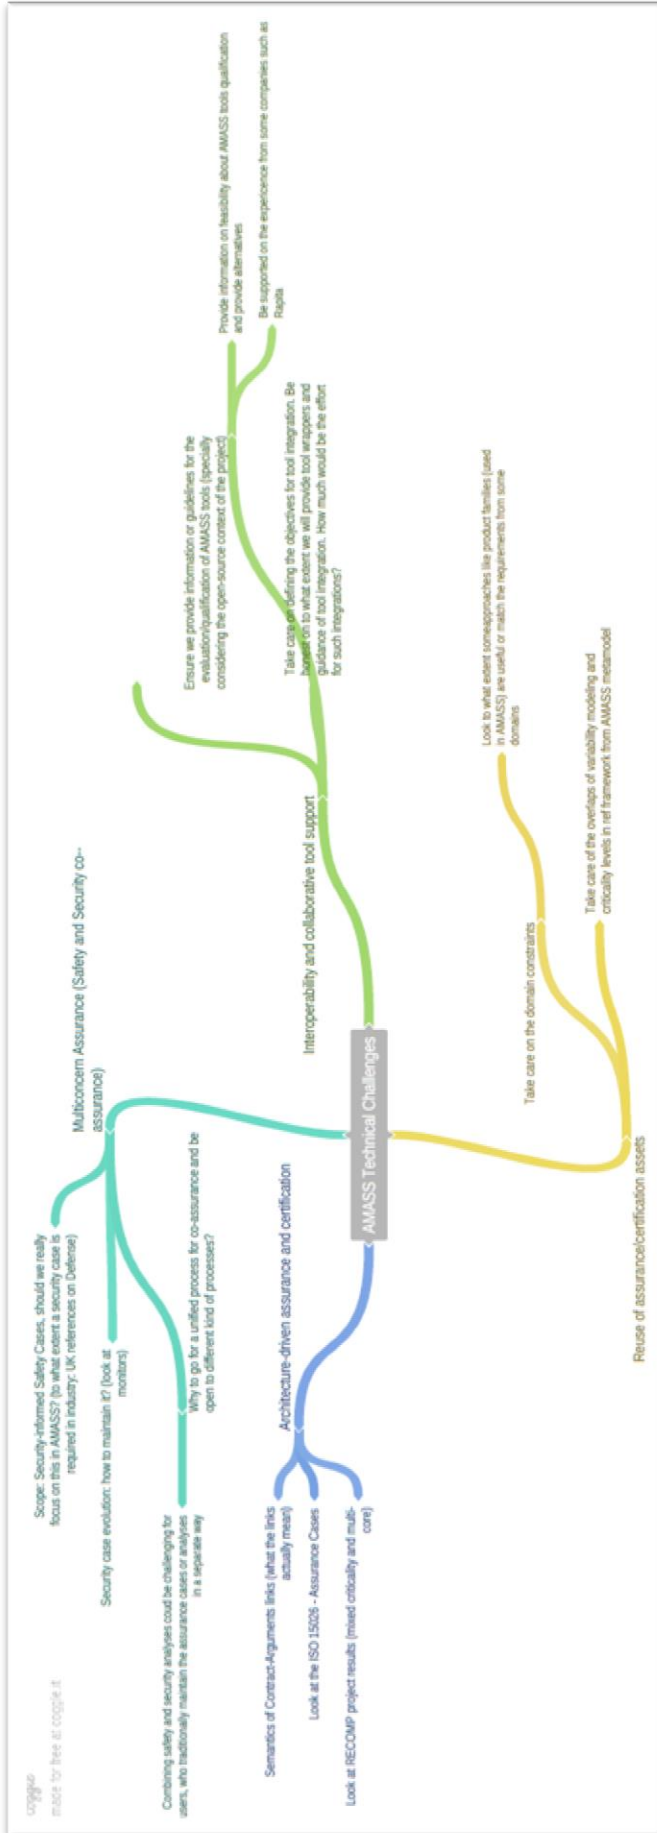 coggle
made for free at coggle.it
Scope: Security-informed Safety Cases, should we really
focus on this in AMASS? (to what extent a security case is
required in industry: UK references on Defense)
Security case evolution: how to maintain it? (look at
monitors)
Combining safety and security analyses coud be challenging for
users, who traditionally maintain the assurance cases or analyses
in a separate way
Why to go for a unified process for co-assurance and be
open to different kind of processes?
Multiconcern Assurance (Safety and Security co--
assurance)
Semantics of Contract-Arguments links (what the links
actually mean)
Look at the ISO 15026 - Assurance Cases
Look at RECOMP project results (mixed criticality and multi-
core)
Architecture-driven assurance and certification
AMASS Technical Challenges
Interoperability and collaborative tool support
Ensure we provide information or guidelines for the
evaluation/qualification of AMASS tools (specially
considering the open-source context of the project)
Provide information on feasibility about AMASS tools qualification
and provide alternatives
Be supported on the expericence from some companies such as
Rapita
Take care on defining the objectives for tool integration. Be
honest on to what extent we will provide tool wrappers and
guidance of tool integration. How much would be the effort
for such integrations?
Reuse of assurance/certification assets
Take care on the domain constraints
Look to what extent someapproaches like product families (used
in AMASS) are useful or match the requirements from some
domains
Take care of the overlaps of variability modeling and
criticality levels in ref framework from AMASS metamodel